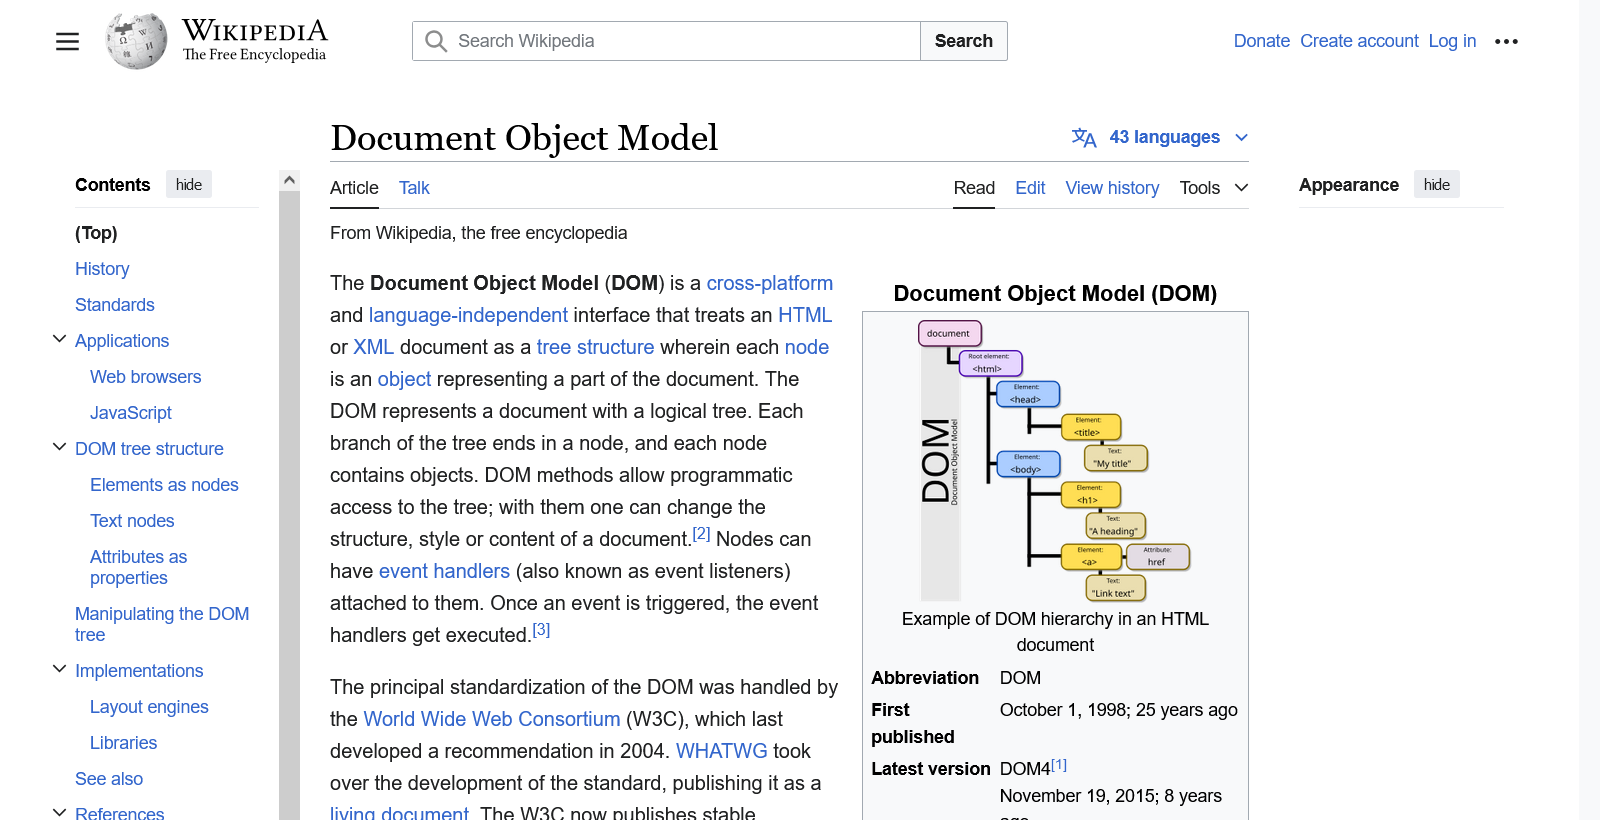 WIKIPEDIA
The Free Encyclopedia
Search Wikipedia
Search
Donate Create account Log in
Document Object Model
43 languages
Contents hide
(Top)
History
Standards
Applications
Web browsers
JavaScript
DOM tree structure
Elements as nodes
Text nodes
Attributes as
properties
Manipulating the DOM
tree
Implementations
Layout engines
Libraries
See also
References
Article Talk
Read Edit View history Tools
Appearance hide
From Wikipedia, the free encyclopedia
The Document Object Model (DOM) is a cross-platform
and language-independent interface that treats an HTML
or XML document as a tree structure wherein each node
is an object representing a part of the document. The
DOM represents a document with a logical tree. Each
branch of the tree ends in a node, and each node
contains objects. DOM methods allow programmatic
access to the tree; with them one can change the
structure, style or content of a document.[2] Nodes can
have event handlers (also known as event listeners)
attached to them. Once an event is triggered, the event
handlers get executed.[3]
The principal standardization of the DOM was handled by
the World Wide Web Consortium (W3C), which last
developed a recommendation in 2004. WHATWG took
over the development of the standard, publishing it as a
living document. The W3C now publishes stable
Document Object Model (DOM)
document
Root element:
<html>
Element:
<head>
Element:
<title>
Text:
"My title"
Element:
<body>
Element:
<h1>
Text:
"A heading"
Element:
<a>
Attribute:
href
Text:
"Link text"
DOM
Document Object Model
Example of DOM hierarchy in an HTML
document
Abbreviation DOM
First October 1, 1998; 25 years ago
published
Latest version DOM4[1]
November 19, 2015; 8 years
ago